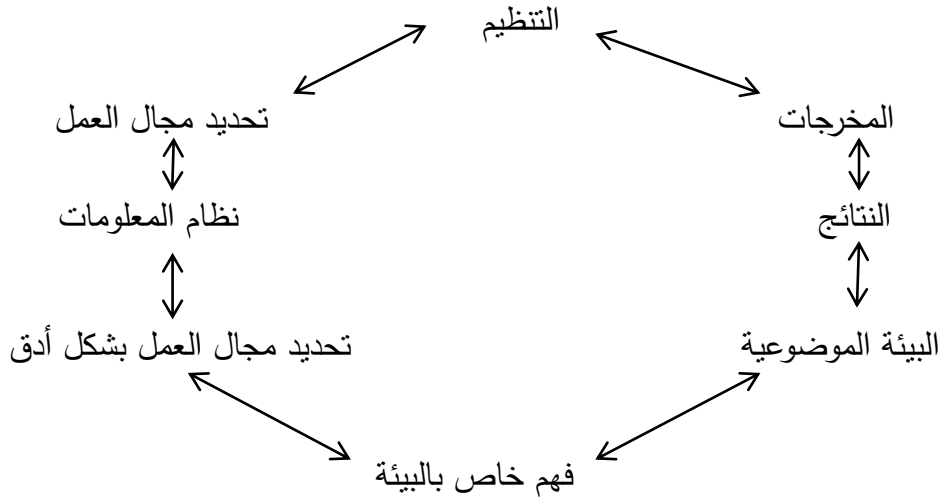 التنظيم
المخرجات
تحديد مجال العمل
النتائج
نظام المعلومات
البيئة الموضوعية
تحديد مجال العمل بشكل أدق
فهم خاص بالبيئة